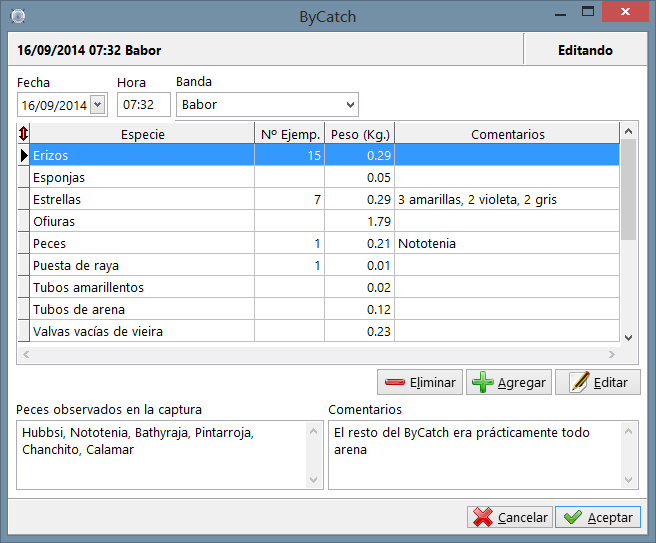 ByCatch
16/09/2014 07:32 Babor
Editando
Fecha Hora Banda
16/09/2014 07:32 Babor
Especie Nº Ejemp. Peso (Kg.) Comentarios
Erizos 15 0.29
Esponjas 0.05
Estrellas 7 0.29 3 amarillas, 2 violeta, 2 gris
Ofiuras 1.79
Peces 1 0.21 Nototenia
Puesta de raya 1 0.01
Tubos amarillentos 0.02
Tubos de arena 0.12
Valvas vacías de vieira 0.23
Eliminar Agregar Editar
Peces observados en la captura
Hubbsi, Nototenia, Bathyraja, Pintarroja,
Chanchito, Calamar
Comentarios
El resto del ByCatch era prácticamente todo
arena
Cancelar Aceptar